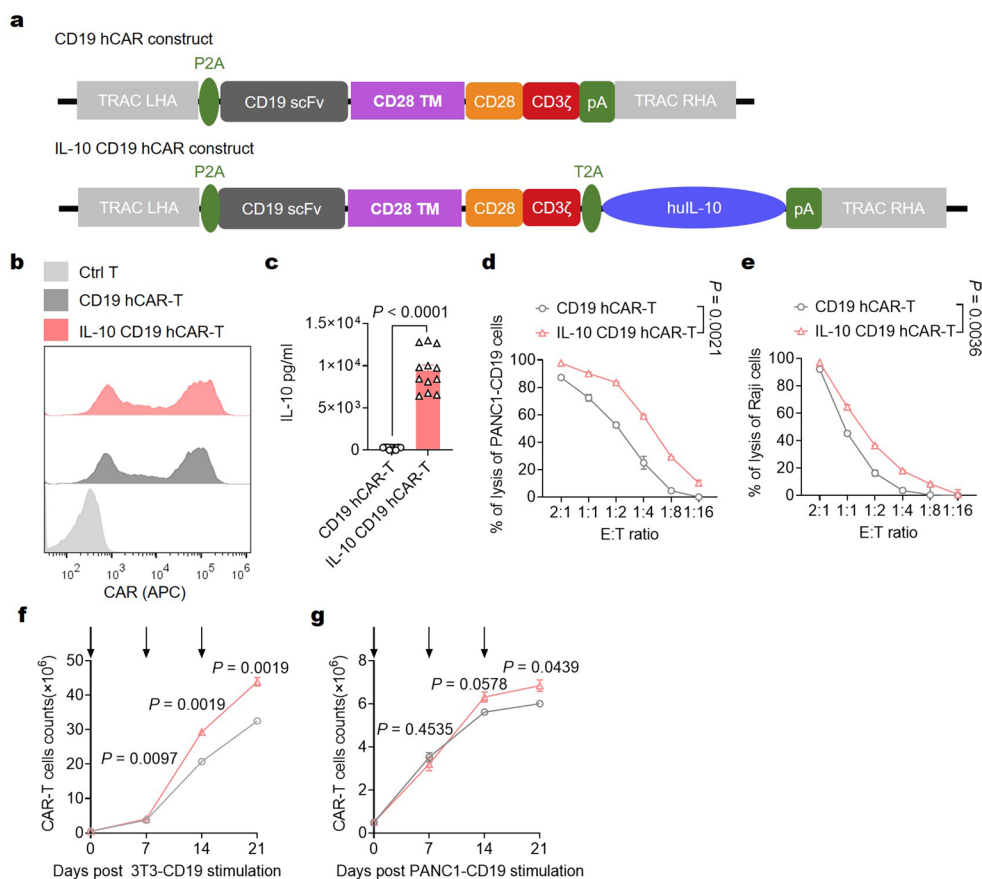 a
CD19 hCAR construct
P2A
TRAC LHA CD19 scFv CD28 TM CD28 CD3ζ pA TRAC RHA
IL-10 CD19 hCAR construct
P2A T2A
TRAC LHA CD19 scFv CD28 TM CD28 CD3ζ huIL-10 pA TRAC RHA
b
Ctrl T
CD19 hCAR-T
IL-10 CD19 hCAR-T
10² 10³ 10⁴ 10⁵ 10⁶
CAR (APC)
c
P < 0.0001
IL-10 pg/ml
1.5×10⁴
1×10⁴
5×10³
0
CD19 hCAR-T
IL-10 CD19 hCAR-T
d
CD19 hCAR-T
IL-10 CD19 hCAR-T
P = 0.0021
% of lysis of PANC1-CD19 cells
100
80
60
40
20
0
2:1 1:1 1:2 1:4 1:8 1:16
E:T ratio
e
CD19 hCAR-T
IL-10 CD19 hCAR-T
P = 0.0036
% of lysis of Raji cells
100
80
60
40
20
0
2:1 1:1 1:2 1:4 1:8 1:16
E:T ratio
f
CAR-T cells counts(×10⁶)
50
40
30
20
10
0
P = 0.0097
P = 0.0019
P = 0.0019
0 7 14 21
Days post 3T3-CD19 stimulation
g
CAR-T cells counts(×10⁶)
8
6
4
2
0
P = 0.4535
P = 0.0578
P = 0.0439
0 7 14 21
Days post PANC1-CD19 stimulation